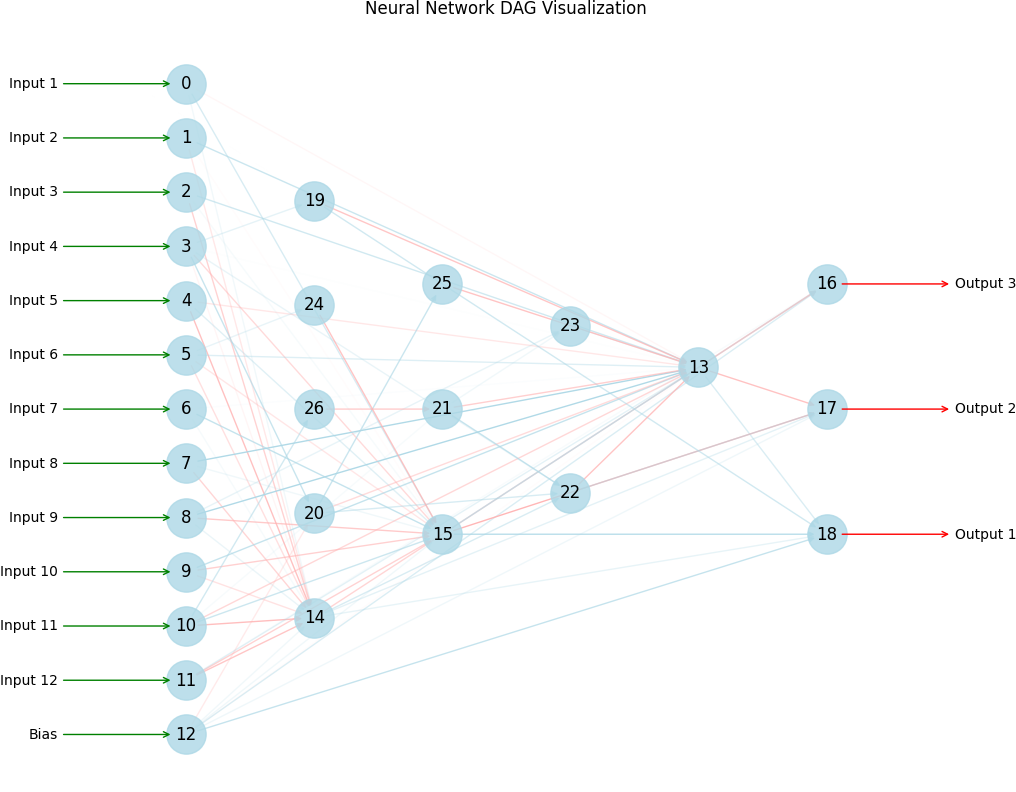 Neural Network DAG Visualization
Input 1 0
Input 2 1
Input 3 2 19
Input 4 3
25 16 Output 3
Input 5 4 24
23
Input 6 5
13
Input 7 6 26 21 17 Output 2
Input 8 7
22
Input 9 8 20
15 18 Output 1
Input 10 9
Input 11 10 14
Input 12 11
Bias 12